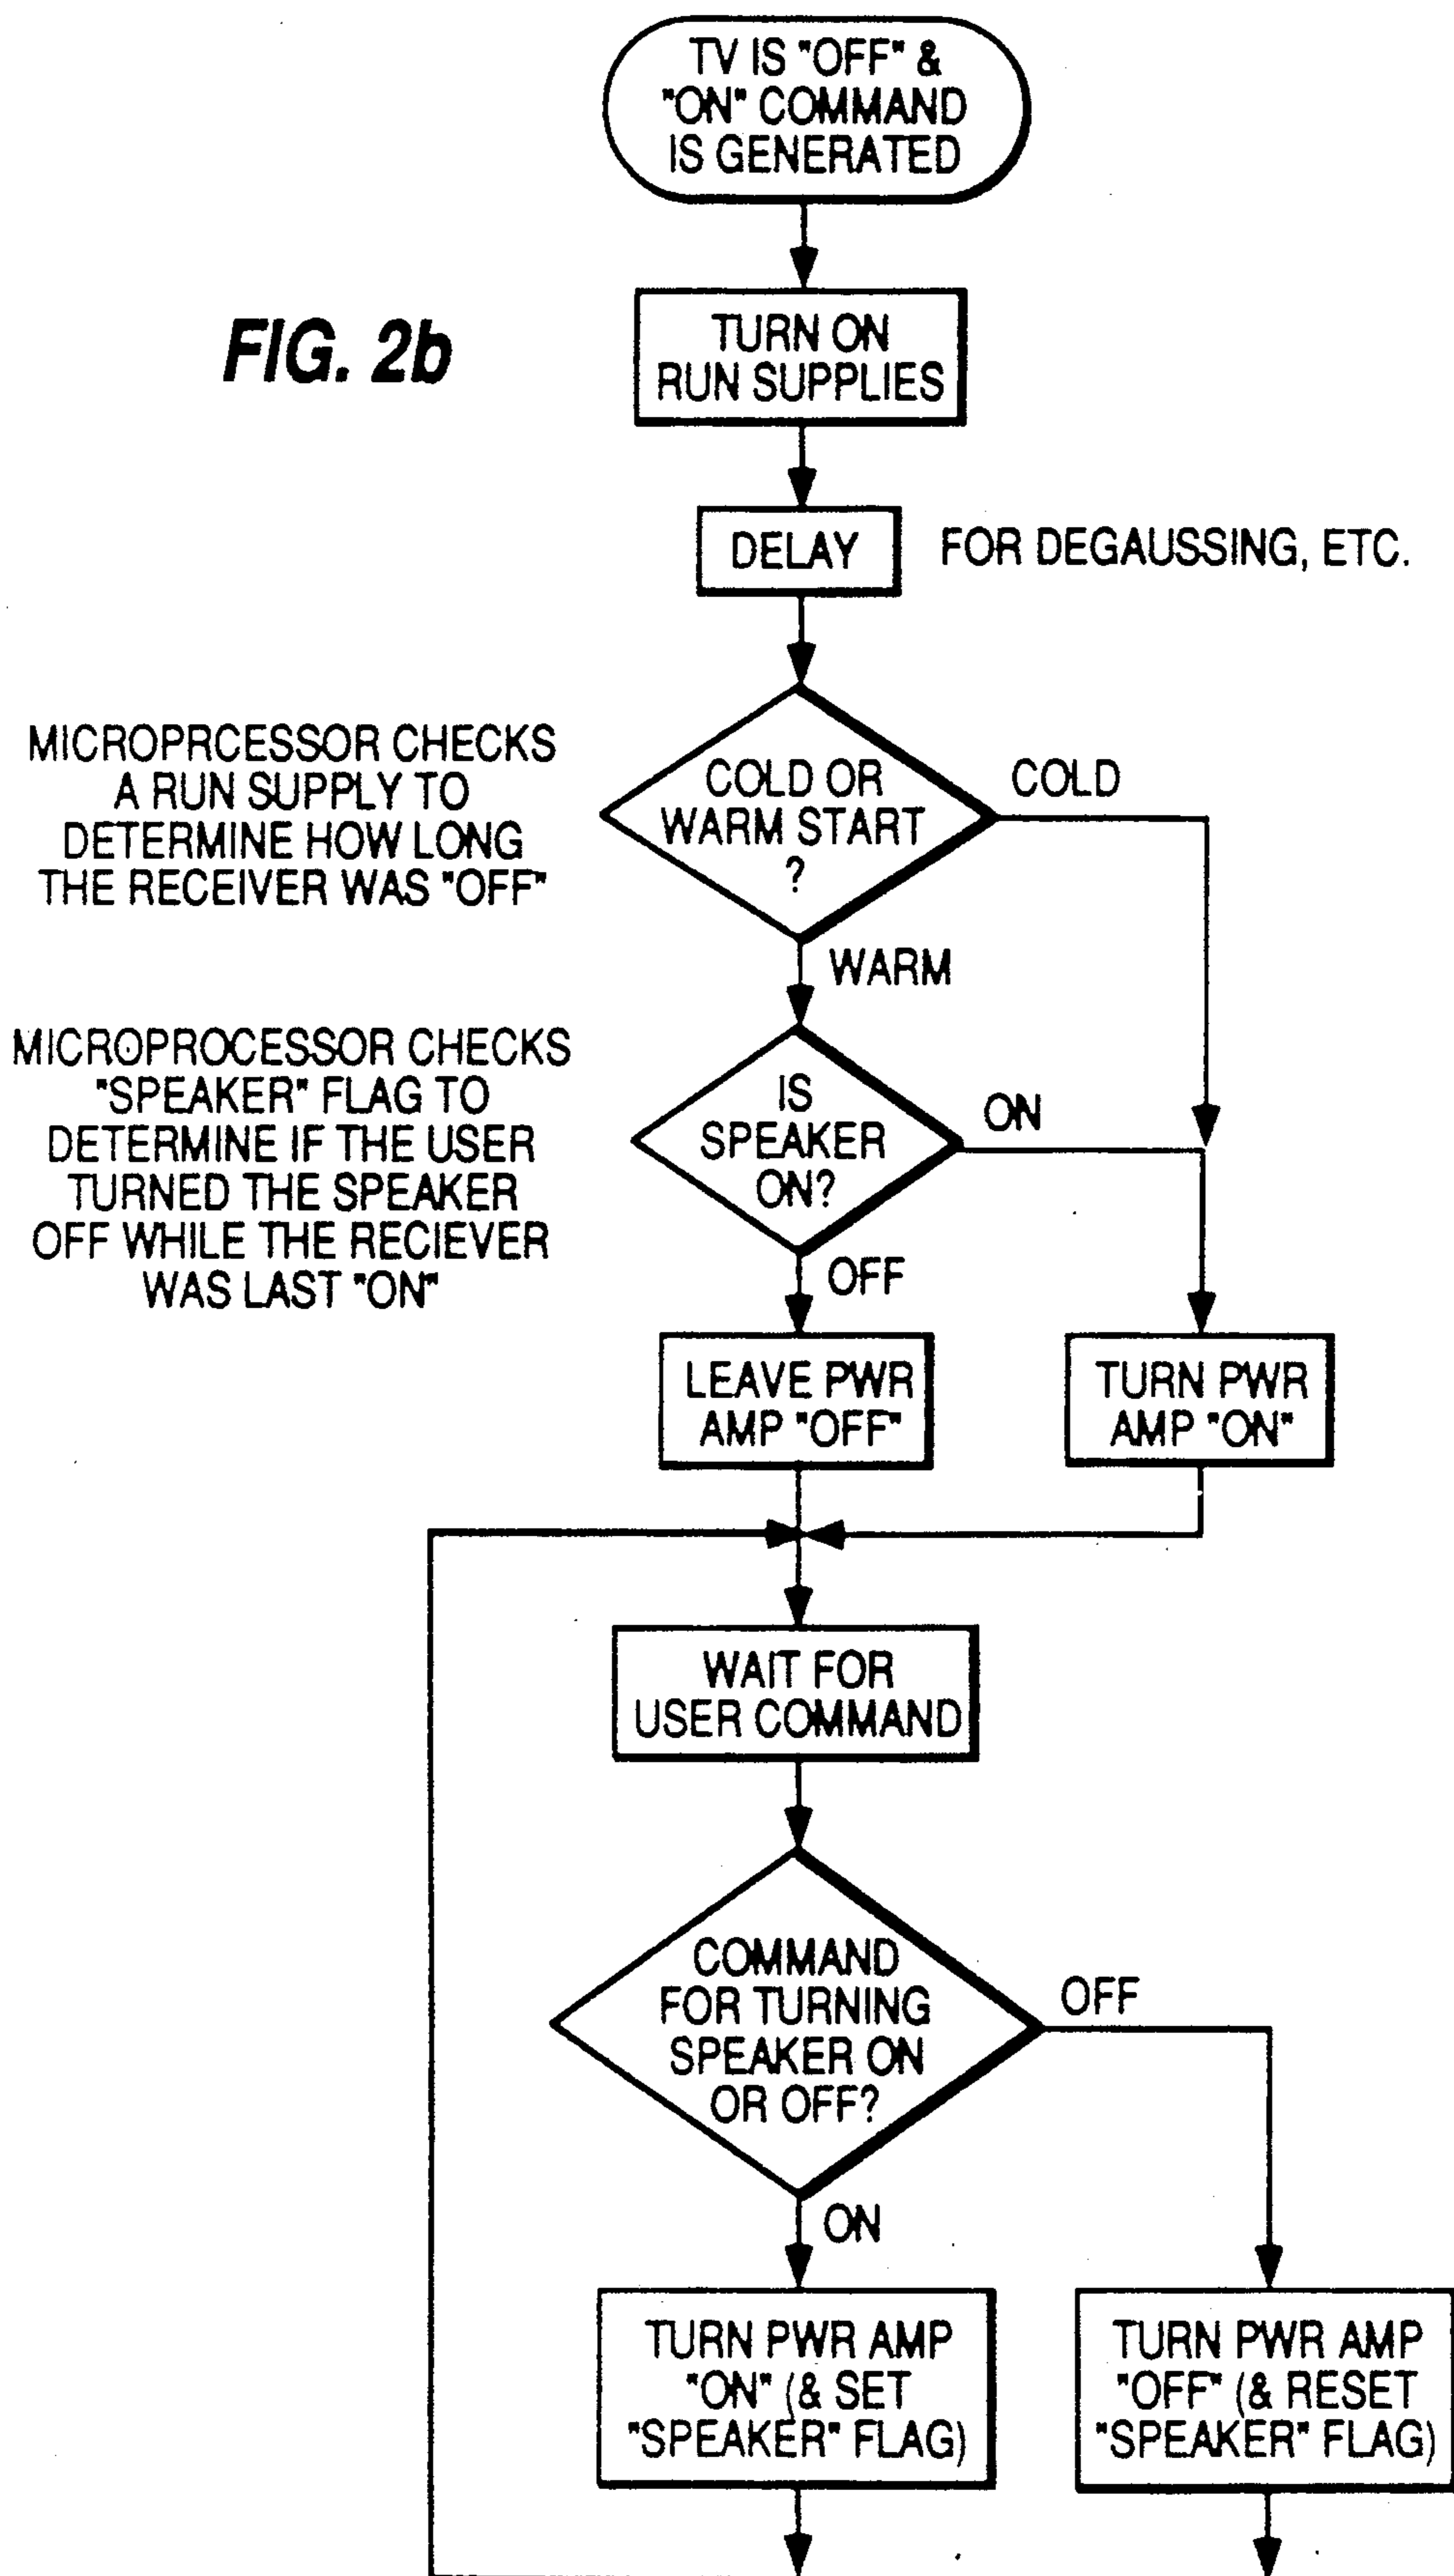 TV IS "OFF" &
"ON" COMMAND
IS GENERATED
FIG. 2b
TURN ON
RUN SUPPLIES
DELAY
FOR DEGAUSSING, ETC.
MICROPRCESSOR CHECKS
A RUN SUPPLY TO
DETERMINE HOW LONG
THE RECEIVER WAS "OFF"
COLD OR
WARM START
?
COLD
WARM
MICROPROCESSOR CHECKS
"SPEAKER" FLAG TO
DETERMINE IF THE USER
TURNED THE SPEAKER
OFF WHILE THE RECIEVER
WAS LAST "ON"
IS
SPEAKER
ON?
ON
OFF
LEAVE PWR
AMP "OFF"
TURN PWR
AMP "ON"
WAIT FOR
USER COMMAND
COMMAND
FOR TURNING
SPEAKER ON
OR OFF?
OFF
ON
TURN PWR AMP
"ON" (& SET
"SPEAKER" FLAG)
TURN PWR AMP
"OFF" (& RESET
"SPEAKER" FLAG)